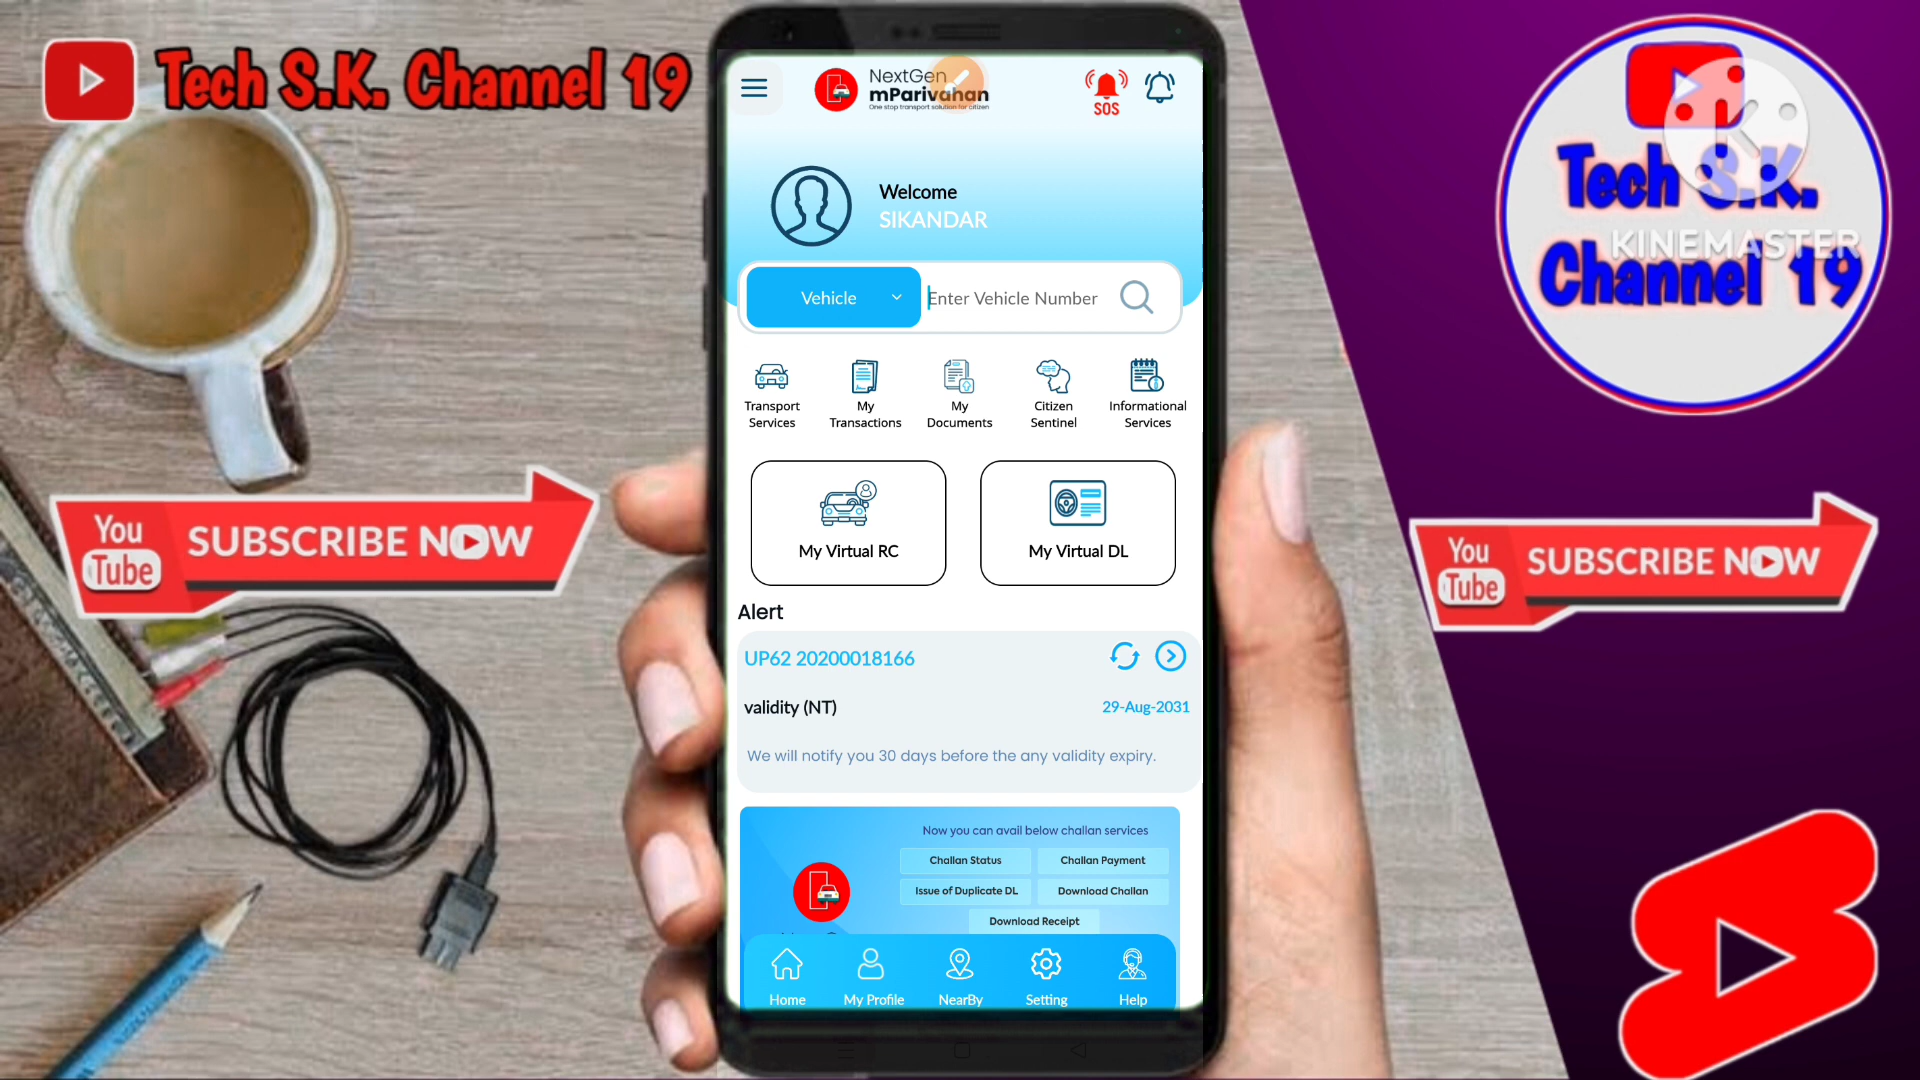 Tech S.K. Channel 19
NextGen
mParivahan
One stop transport solution for citizen
SOS
Welcome
SIKANDAR
Vehicle
Enter Vehicle Number
Transport Services
My Transactions
My Documents
Citizen Sentinel
Informational Services
My Virtual RC
My Virtual DL
Alert
UP62 20200018166
validity (NT)
29-Aug-2031
We will notify you 30 days before the any validity expiry.
Now you can avail below challan services
Challan Status
Challan Payment
Issue of Duplicate DL
Download Challan
Download Receipt
Home
My Profile
NearBy
Setting
Help
You Tube
SUBSCRIBE NOW
Tech S.K.
Channel 19
KINEMASTER
You Tube
SUBSCRIBE NOW